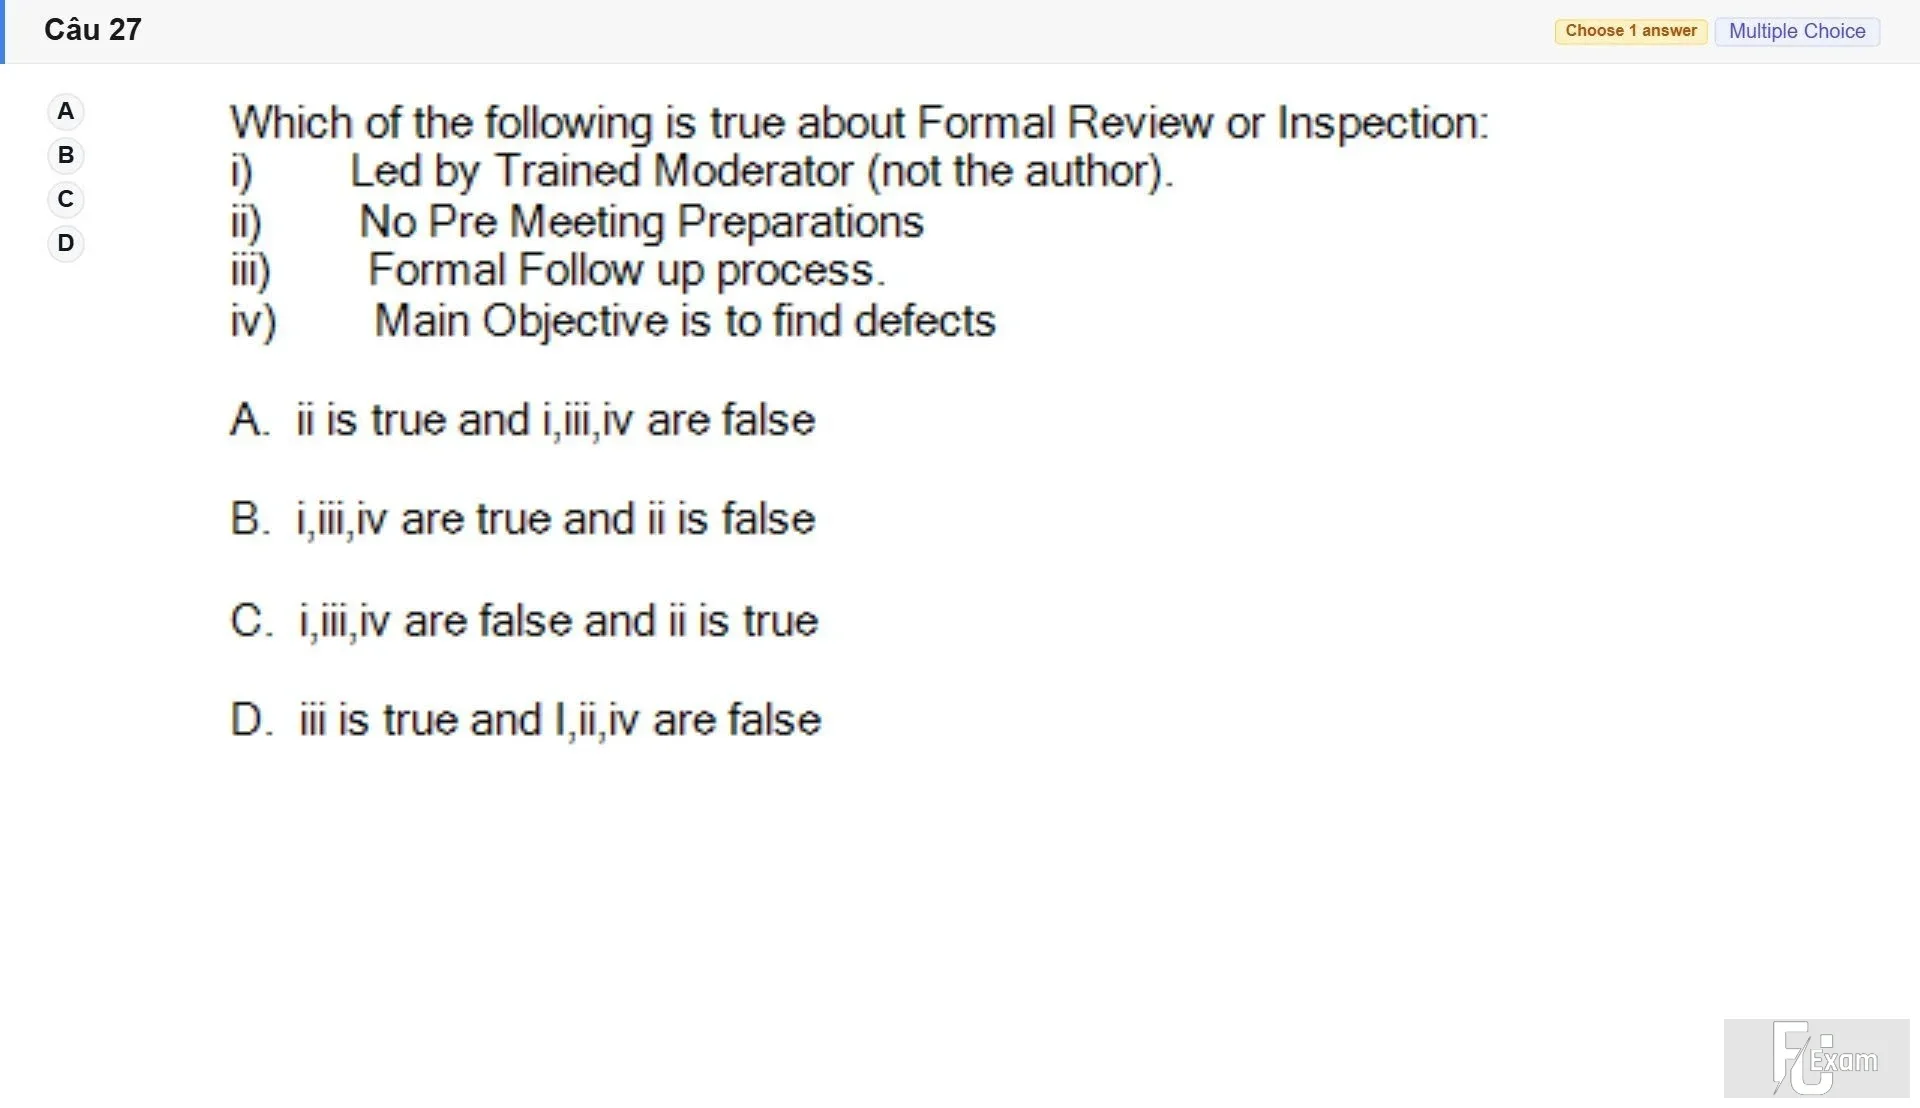 Câu 27
Choose 1 answer
Multiple Choice
A
B
C
D
Which of the following is true about Formal Review or Inspection:
i) Led by Trained Moderator (not the author).
ii) No Pre Meeting Preparations
iii) Formal Follow up process.
iv) Main Objective is to find defects
A. ii is true and i,iii,iv are false
B. i,iii,iv are true and ii is false
C. i,iii,iv are false and ii is true
D. iii is true and I,ii,iv are false
FU Exam